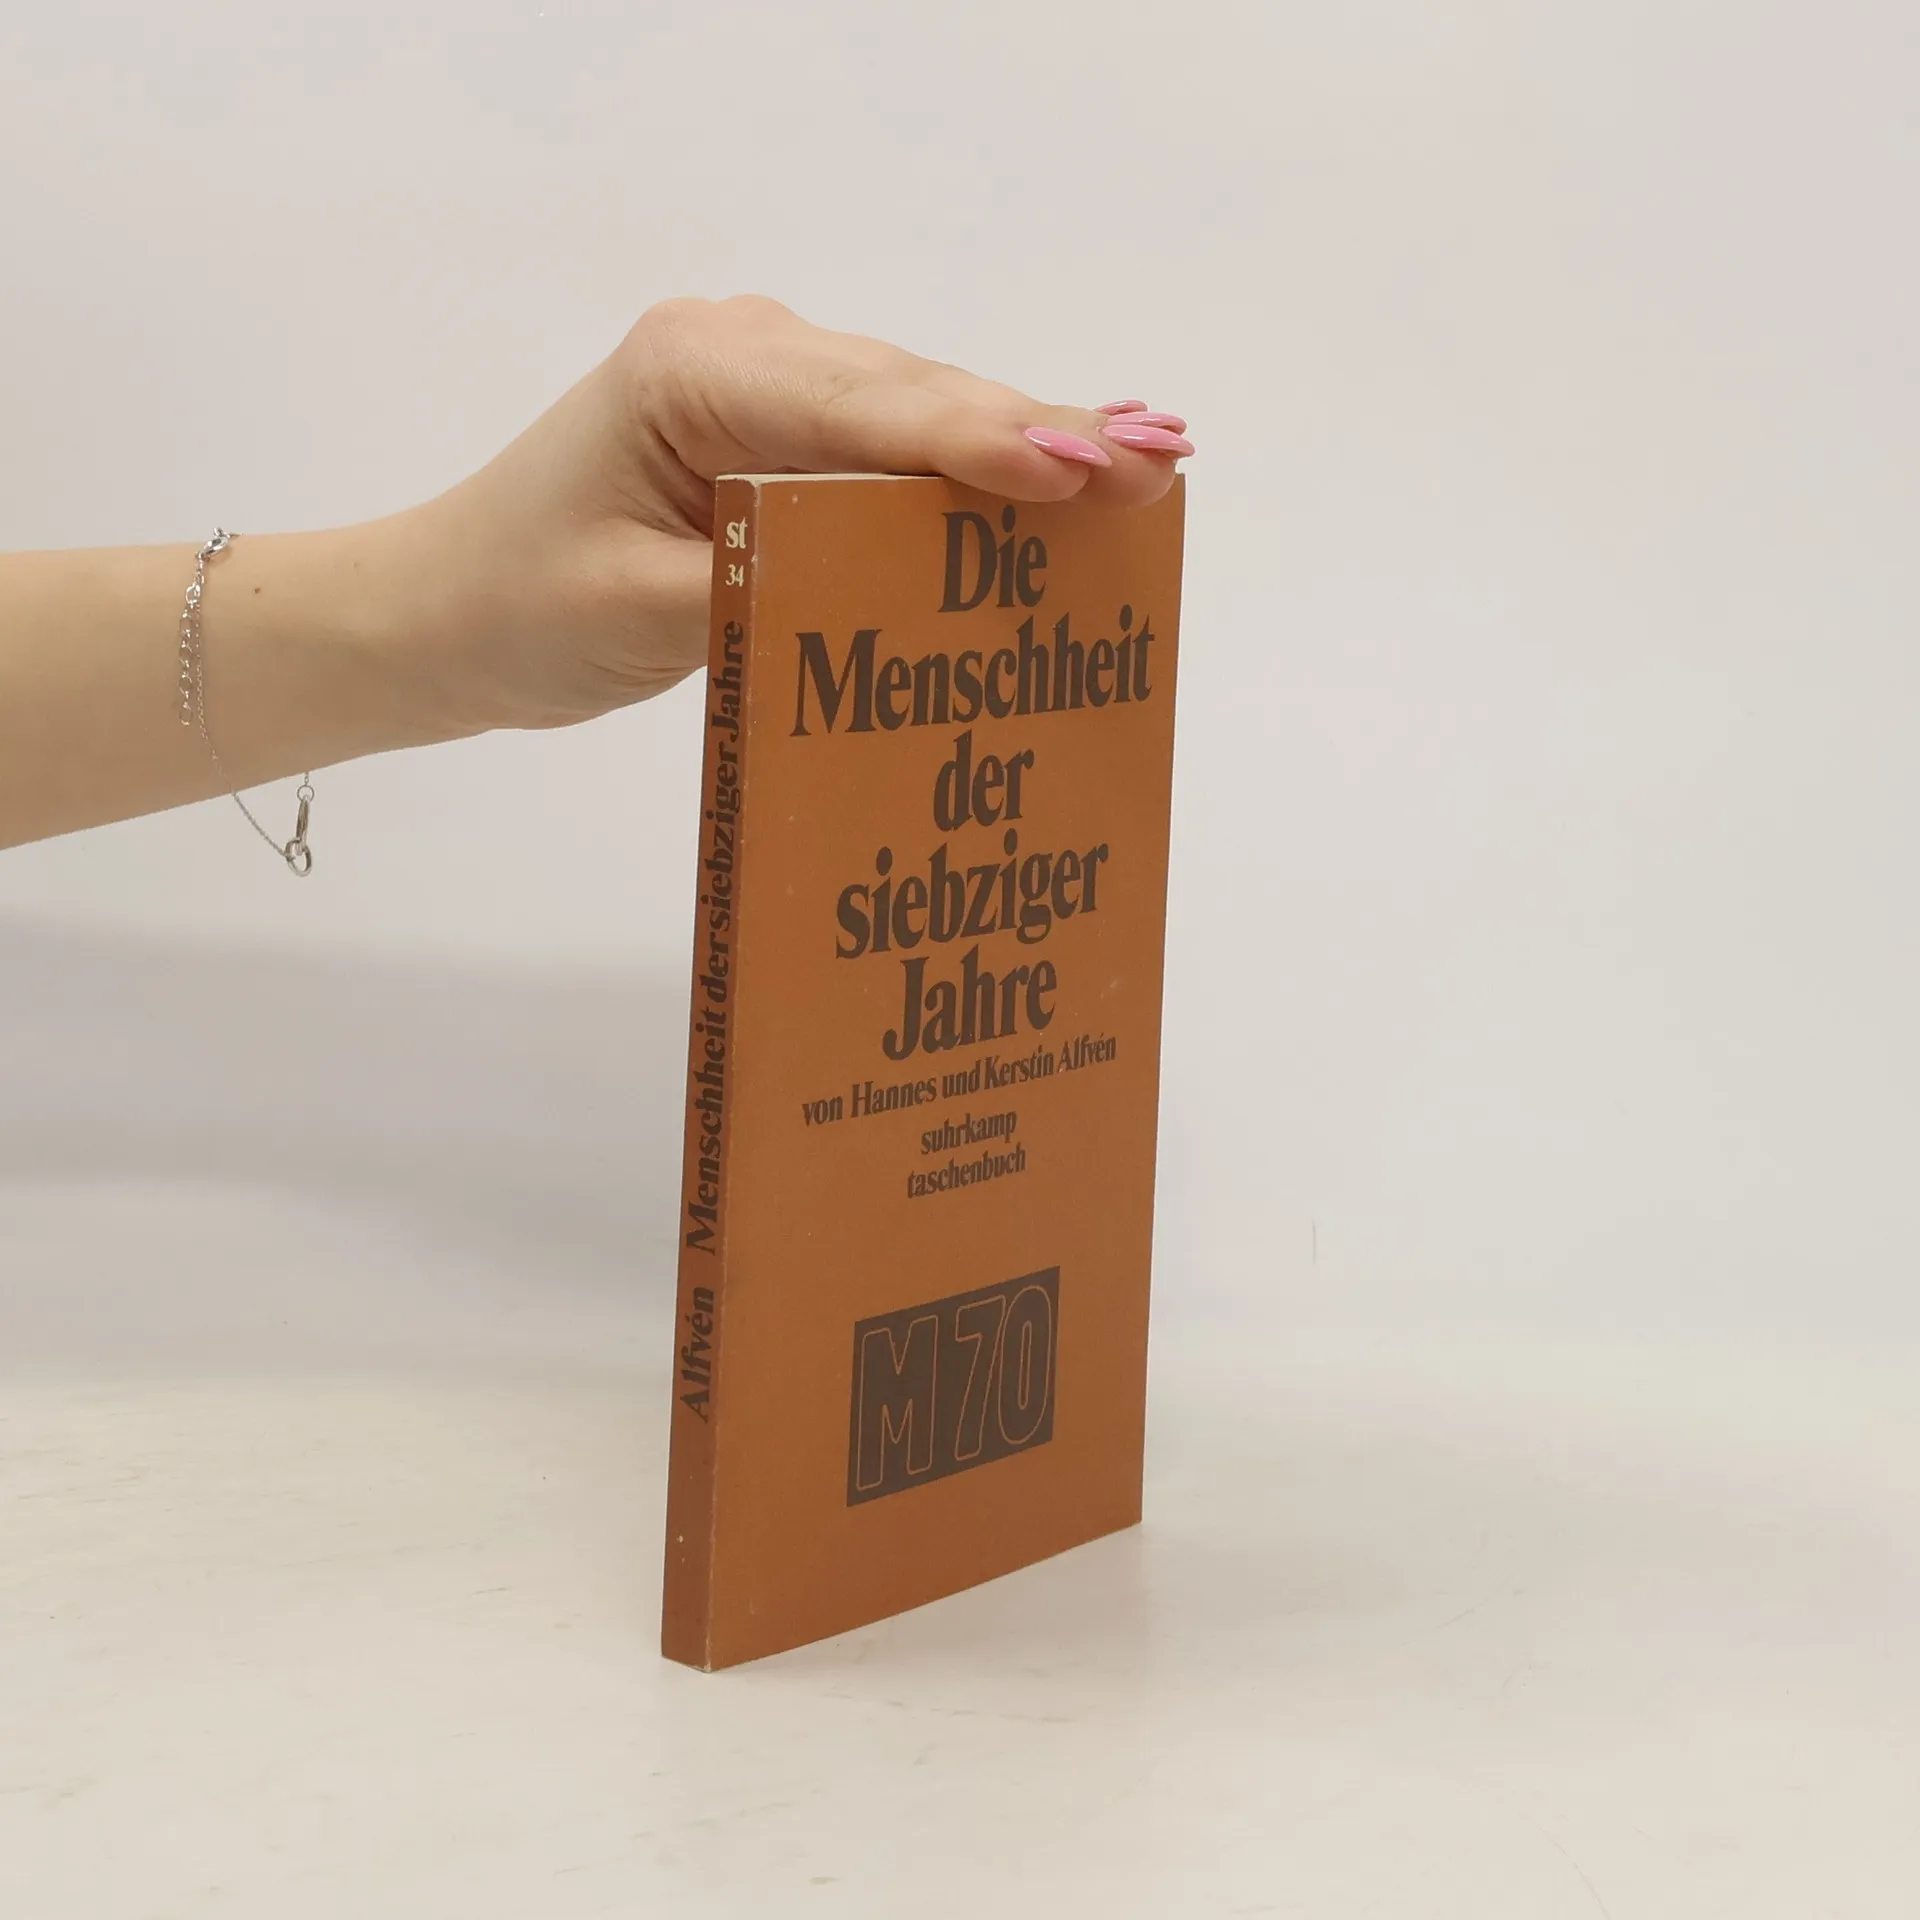 st
34
Alfvén Menschheit der siebziger Jahre
Die
Menschheit
der
siebziger
Jahre
von Hannes und Kerstin Alfvén
suhrkamp
taschenbuch
M 70